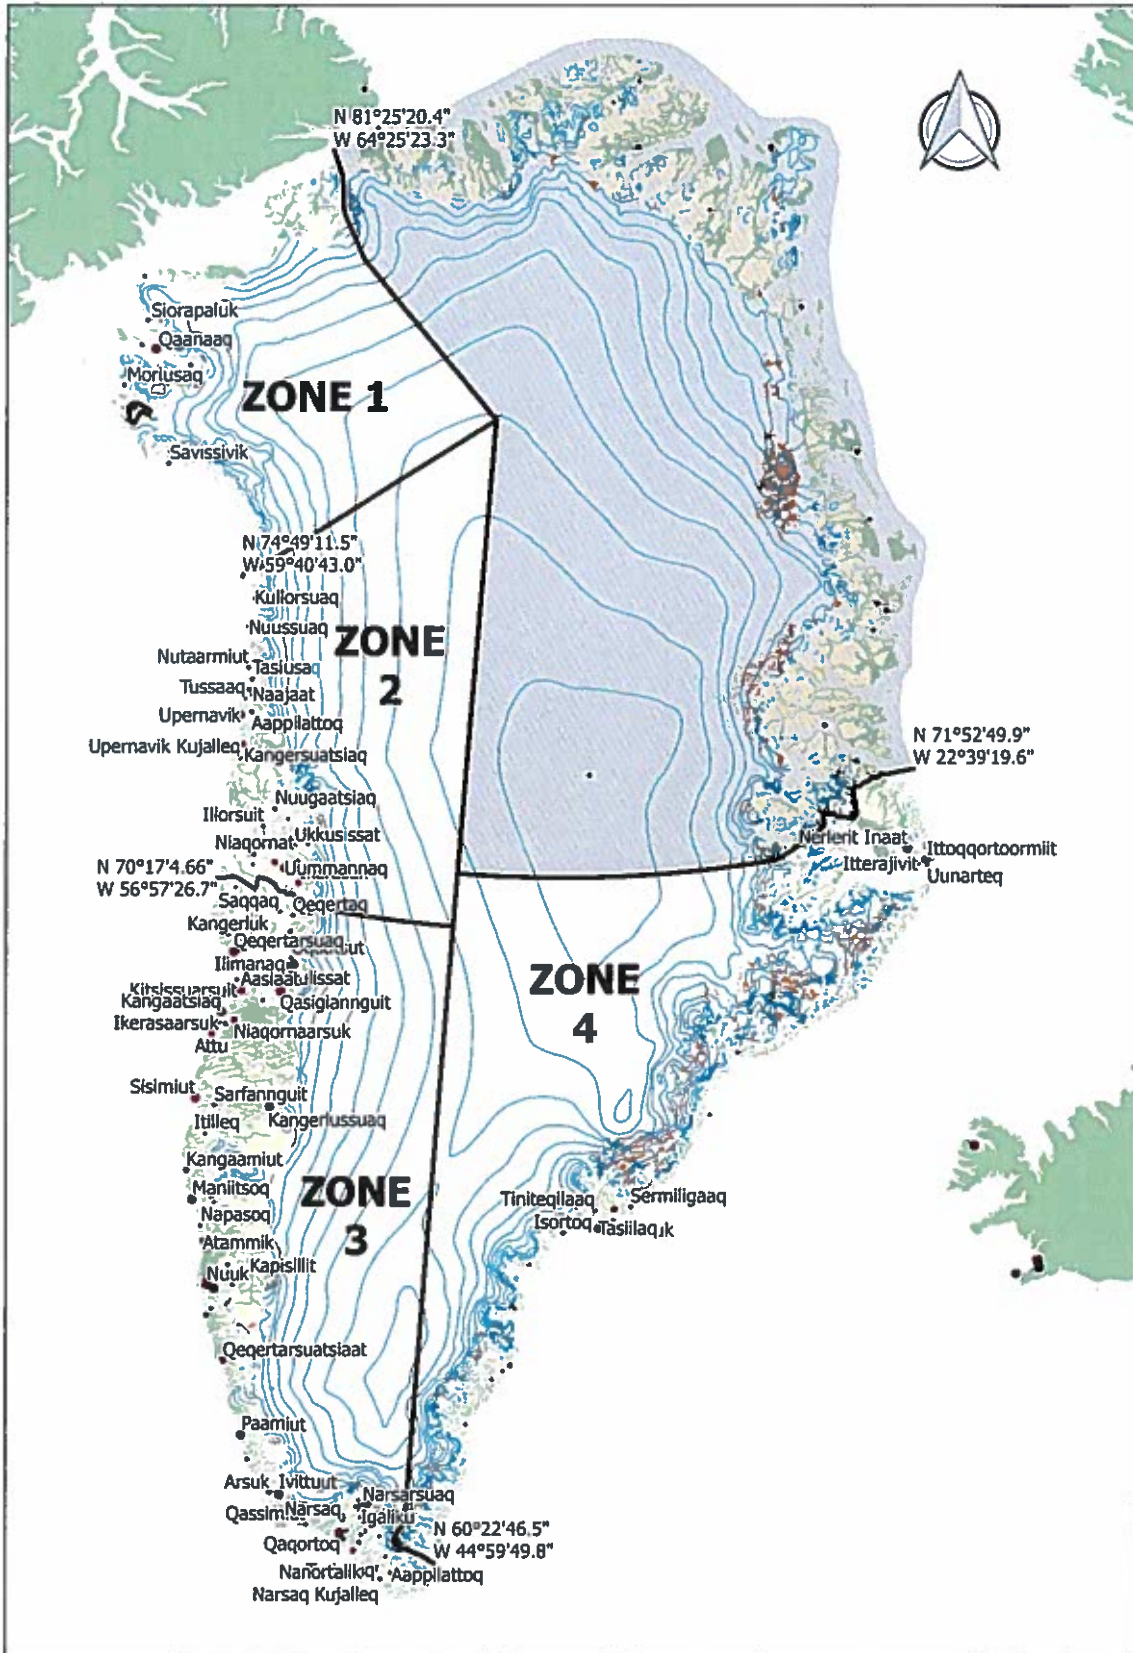 N 81°25'20.4"
W 64°25'23.3"
Siorapaluk
Qaanaaq
Moriusaq
ZONE 1
Savissivik
N 74°49'11.5"
W 59°40'43.0"
Kullorsuaq
Nuussuaq
ZONE
2
Nutaarmiut
Tasiusaq
Tussaaq
Naajaat
Upernavik
Aappilattoq
Upernavik Kujalleq
Kangersuatsiaq
N 71°52'49.9"
W 22°39'19.6"
Nuugaatsiaq
Illorsuit
Ukkusissat
Niaqornat
Nerlerit Inaat
Ittoqqortoormiit
Itterajivit
Uunarteq
N 70°17'4.66"
W 56°57'26.7"
Uummannaq
Saqqaq
Qeqertaq
Kangerluk
Qeqertarsuaq
Ilimanaq
ZONE
4
Aasiaat
Kitsissuarsuit
Kangaatsiaq
Qasigiannguit
Ikerasaarsuk
Niaqornaarsuk
Attu
Sisimiut
Sarfannguit
Itilleq
Kangerlussuaq
Kangaamiut
Maniitsoq
ZONE
3
Napasoq
Tiniteqilaaq
Sermiligaaq
Isortoq
Tasiilaq
Atammik
Kapisillit
Nuuk
Qeqertarsuatsiaat
Paamiut
Arsuk
Ivittuut
Narsarsuaq
Narsaq
Igaliku
Qaqortoq
N 60°22'46.5"
W 44°59'49.8"
Aappilattoq
Narsaq Kujalleq